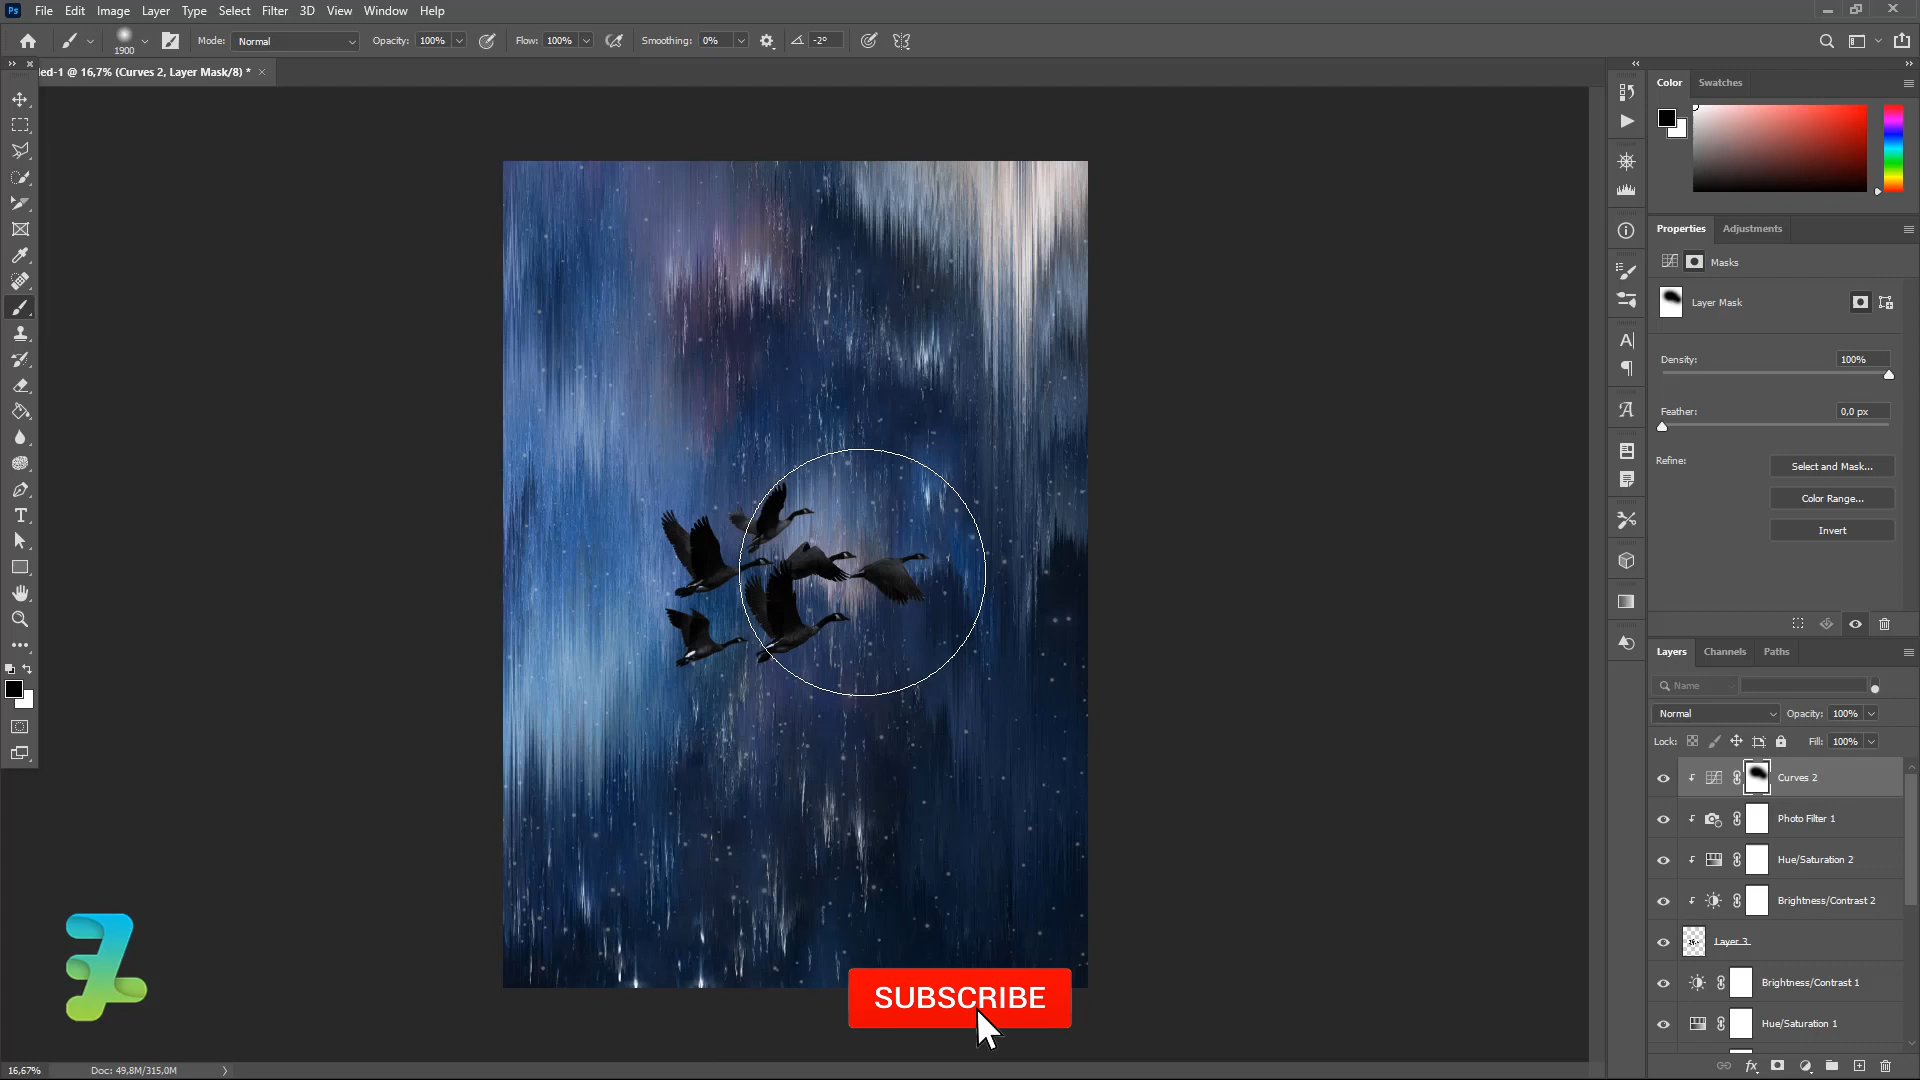 Ps File Edit Image Layer Type Select Filter 3D View Window Help
1900 Mode: Normal Opacity: 100% Flow: 100% Smoothing: 0% -2°
led-1 @ 16,7% (Curves 2, Layer Mask/8) *
Color Swatches
Properties Adjustments
Masks
Layer Mask
Density: 100%
Feather: 0,0 px
Refine: Select and Mask...
Color Range...
Invert
Layers Channels Paths
Name
Normal Opacity: 100%
Lock: Fill: 100%
Curves 2
Photo Filter 1
Hue/Saturation 2
Brightness/Contrast 2
Layer 3
Brightness/Contrast 1
Hue/Saturation 1
SUBSCRIBE
16,67% Doc: 49,8M/315,0M